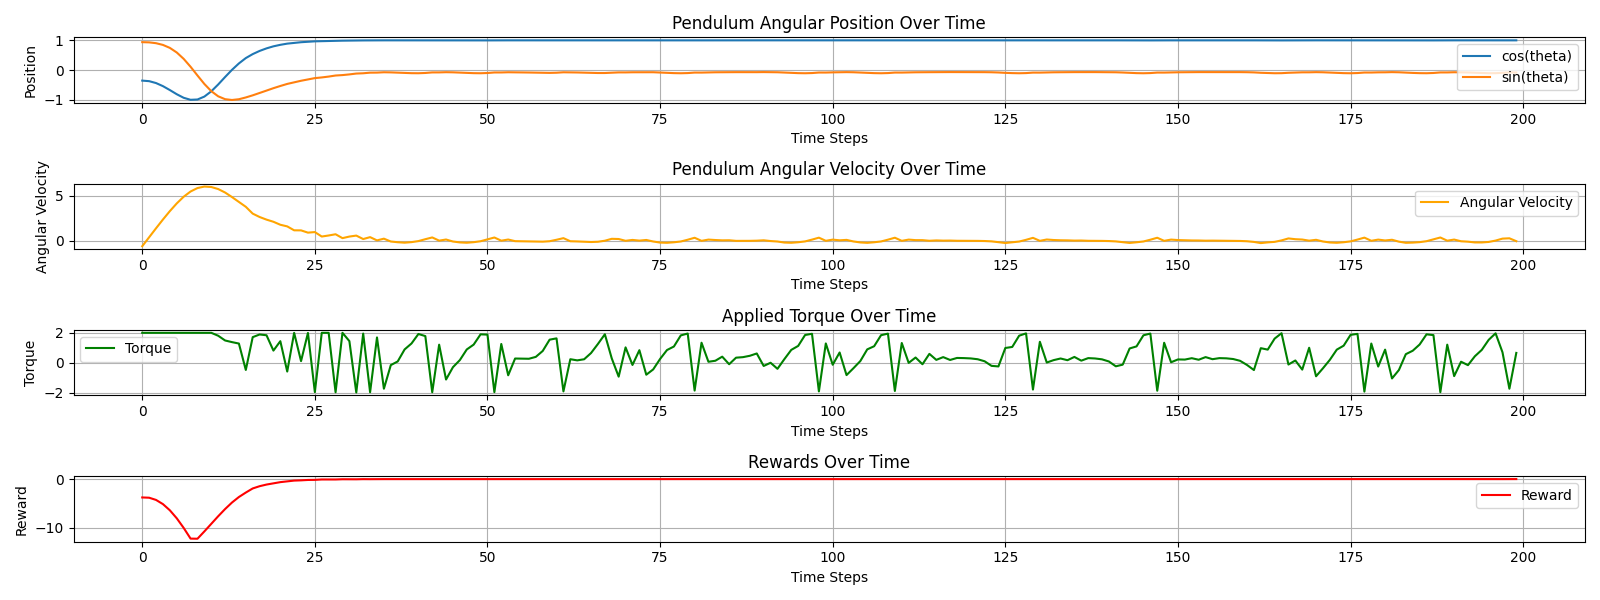 Pendulum Angular Position Over Time
Position
1
0
−1
cos(theta)
sin(theta)
0 25 50 75 100 125 150 175 200
Time Steps
Pendulum Angular Velocity Over Time
Angular Velocity
5
0
Angular Velocity
0 25 50 75 100 125 150 175 200
Time Steps
Applied Torque Over Time
Torque
2
0
−2
Torque
0 25 50 75 100 125 150 175 200
Time Steps
Rewards Over Time
Reward
0
−10
Reward
0 25 50 75 100 125 150 175 200
Time Steps